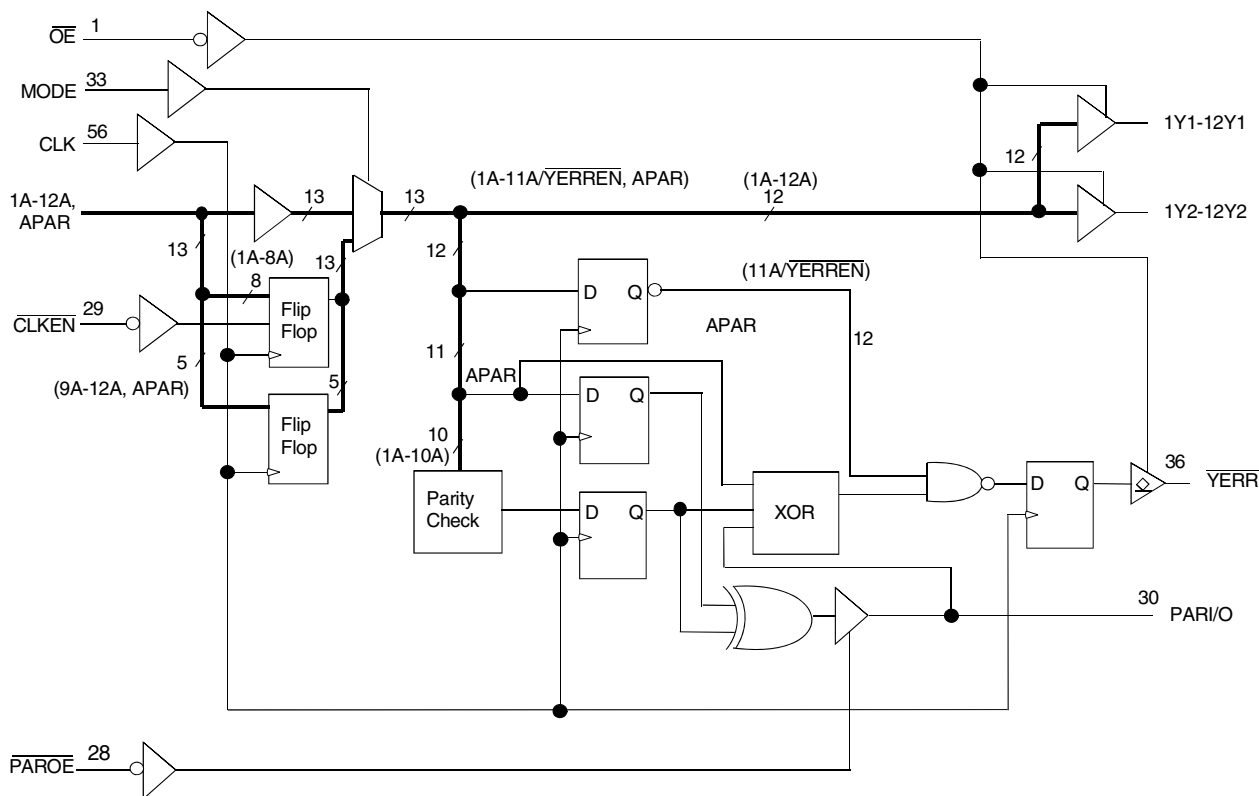 OE 1
MODE 33
CLK 56
1Y1-12Y1
12
(1A-11A/YERREN, APAR)
(1A-12A)
1A-12A,
APAR
13
13
12
1Y2-12Y2
13
(1A-8A)
13
12
8
(11A/YERREN)
D Q
CLKEN 29
Flip
Flop
APAR
12
5
11
(9A-12A, APAR)
5
APAR
D Q
Flip
Flop
10
(1A-10A)
36
YERR
D Q
Parity
Check
D Q
XOR
30
PARI/O
PAROE 28